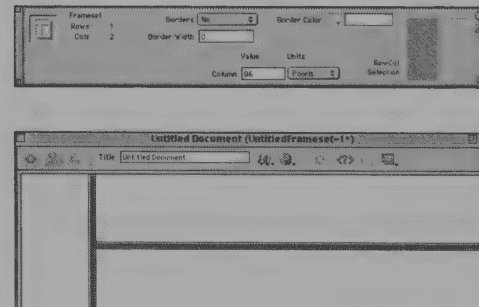 Frameset Borders No Border Color
Rows: 1 Border Width 0
Cols: 2
Value Units
Column 86 Pixels RowCol Selection
Untitled Document (UntitledFrameset-1*)
Title Untitled Document